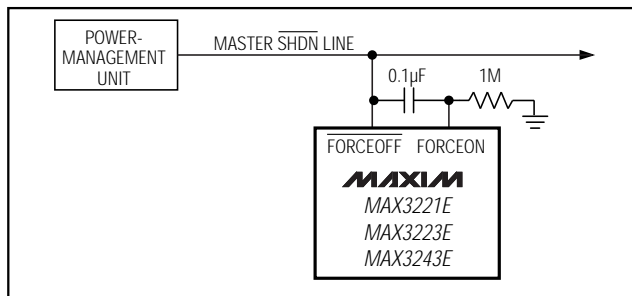 POWER-
MANAGEMENT
UNIT
MASTER SHDN LINE
0.1µF
1M
FORCEOFF FORCEON
MAXIM
MAX3221E
MAX3223E
MAX3243E